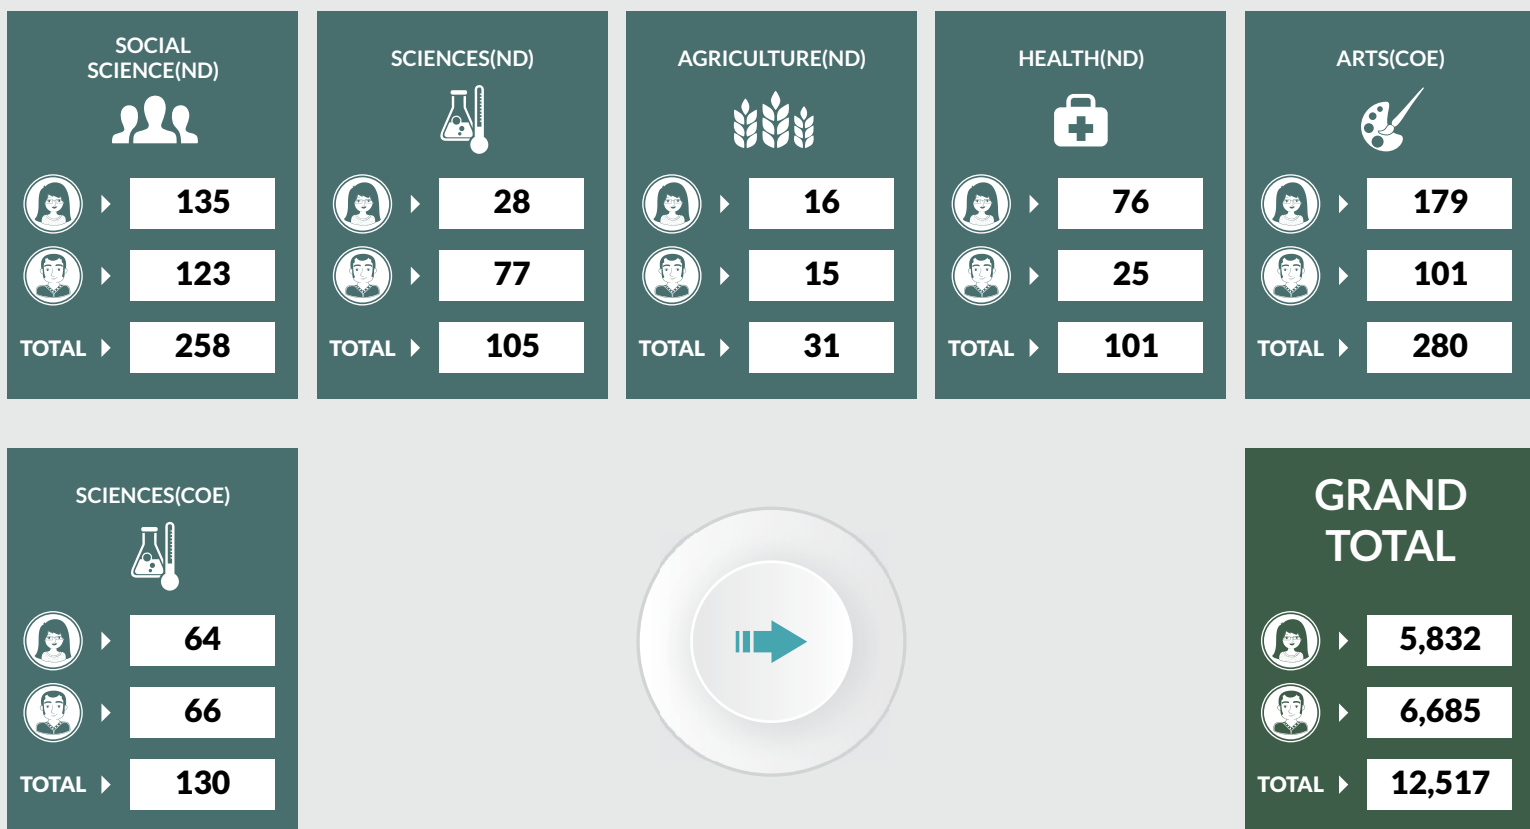 SOCIAL
SCIENCE(ND)
135
123
TOTAL 258
SCIENCES(ND)
28
77
TOTAL 105
AGRICULTURE(ND)
16
15
TOTAL 31
HEALTH(ND)
76
25
TOTAL 101
ARTS(COE)
179
101
TOTAL 280
SCIENCES(COE)
64
66
TOTAL 130
GRAND
TOTAL
5,832
6,685
TOTAL 12,517